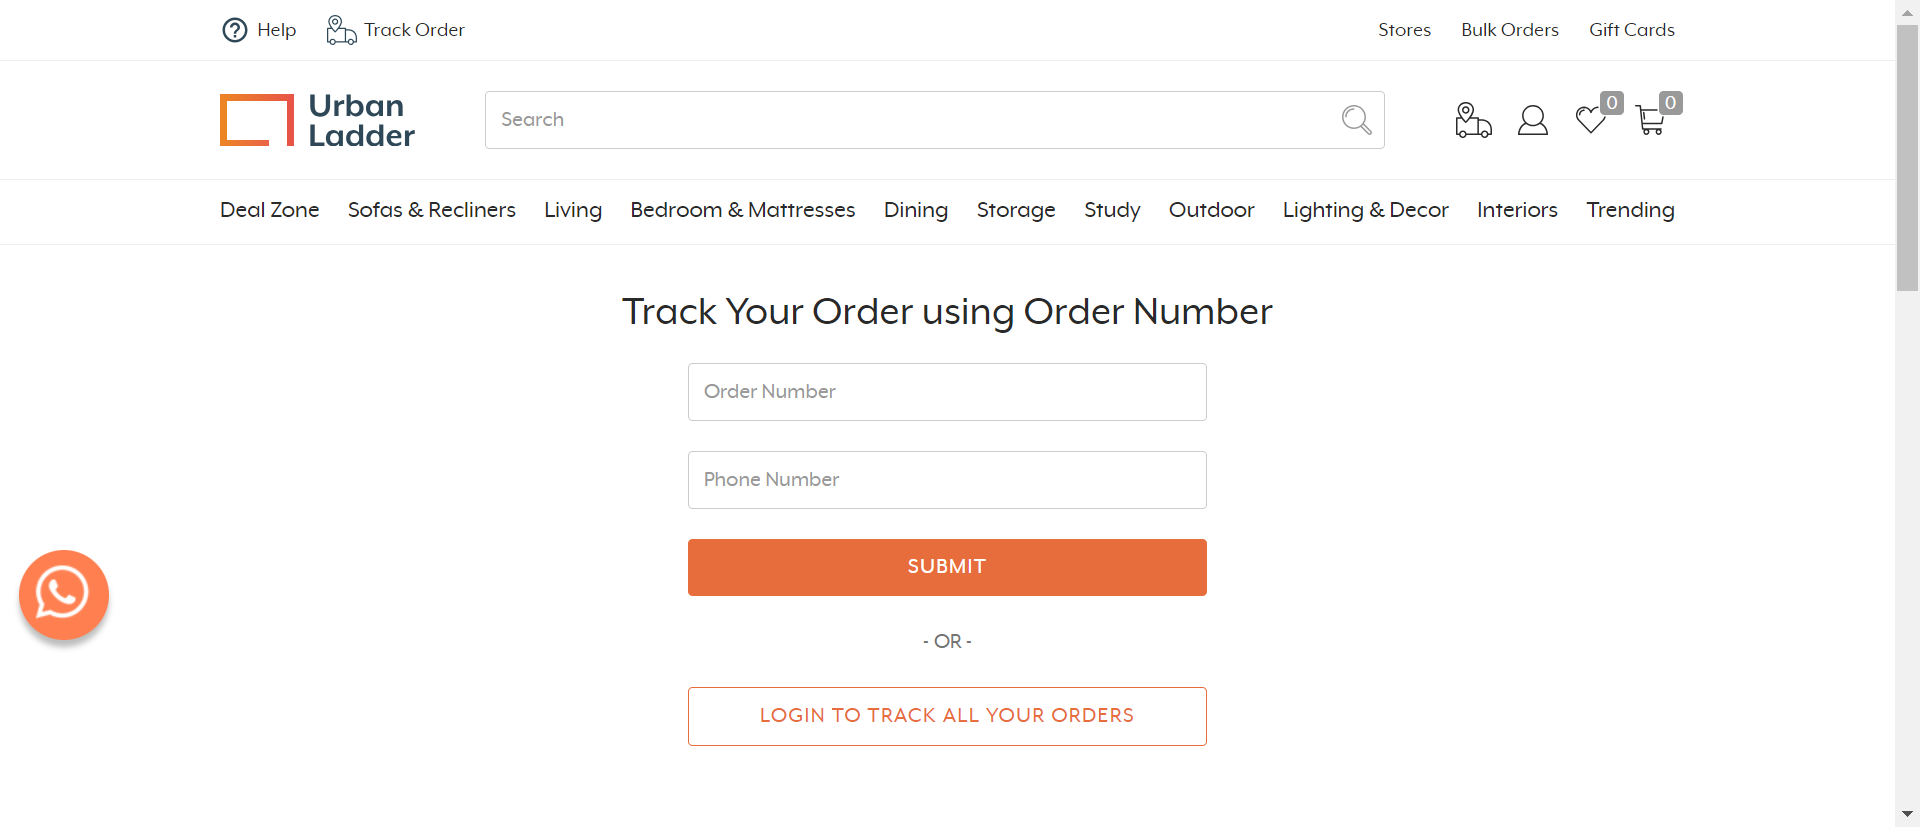 Help Track Order Stores Bulk Orders Gift Cards
Urban
Ladder
Search
0 0
Deal Zone Sofas & Recliners Living Bedroom & Mattresses Dining Storage Study Outdoor Lighting & Decor Interiors Trending
Track Your Order using Order Number
Order Number
Phone Number
SUBMIT
- OR -
LOGIN TO TRACK ALL YOUR ORDERS